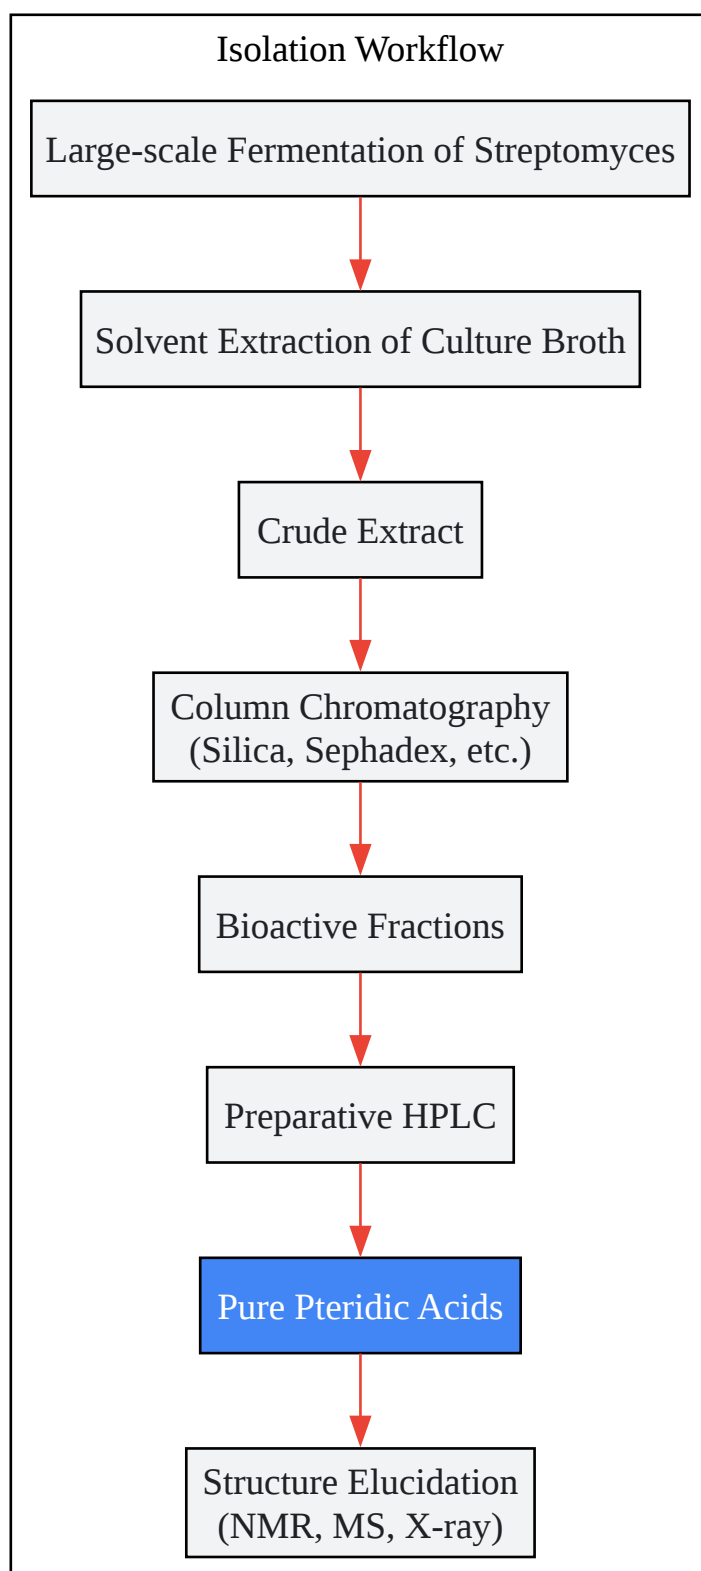 Isolation Workflow
Large-scale Fermentation of Streptomyces
Solvent Extraction of Culture Broth
Crude Extract
Column Chromatography
(Silica, Sephadex, etc.)
Bioactive Fractions
Preparative HPLC
Pure Pteridic Acids
Structure Elucidation
(NMR, MS, X-ray)